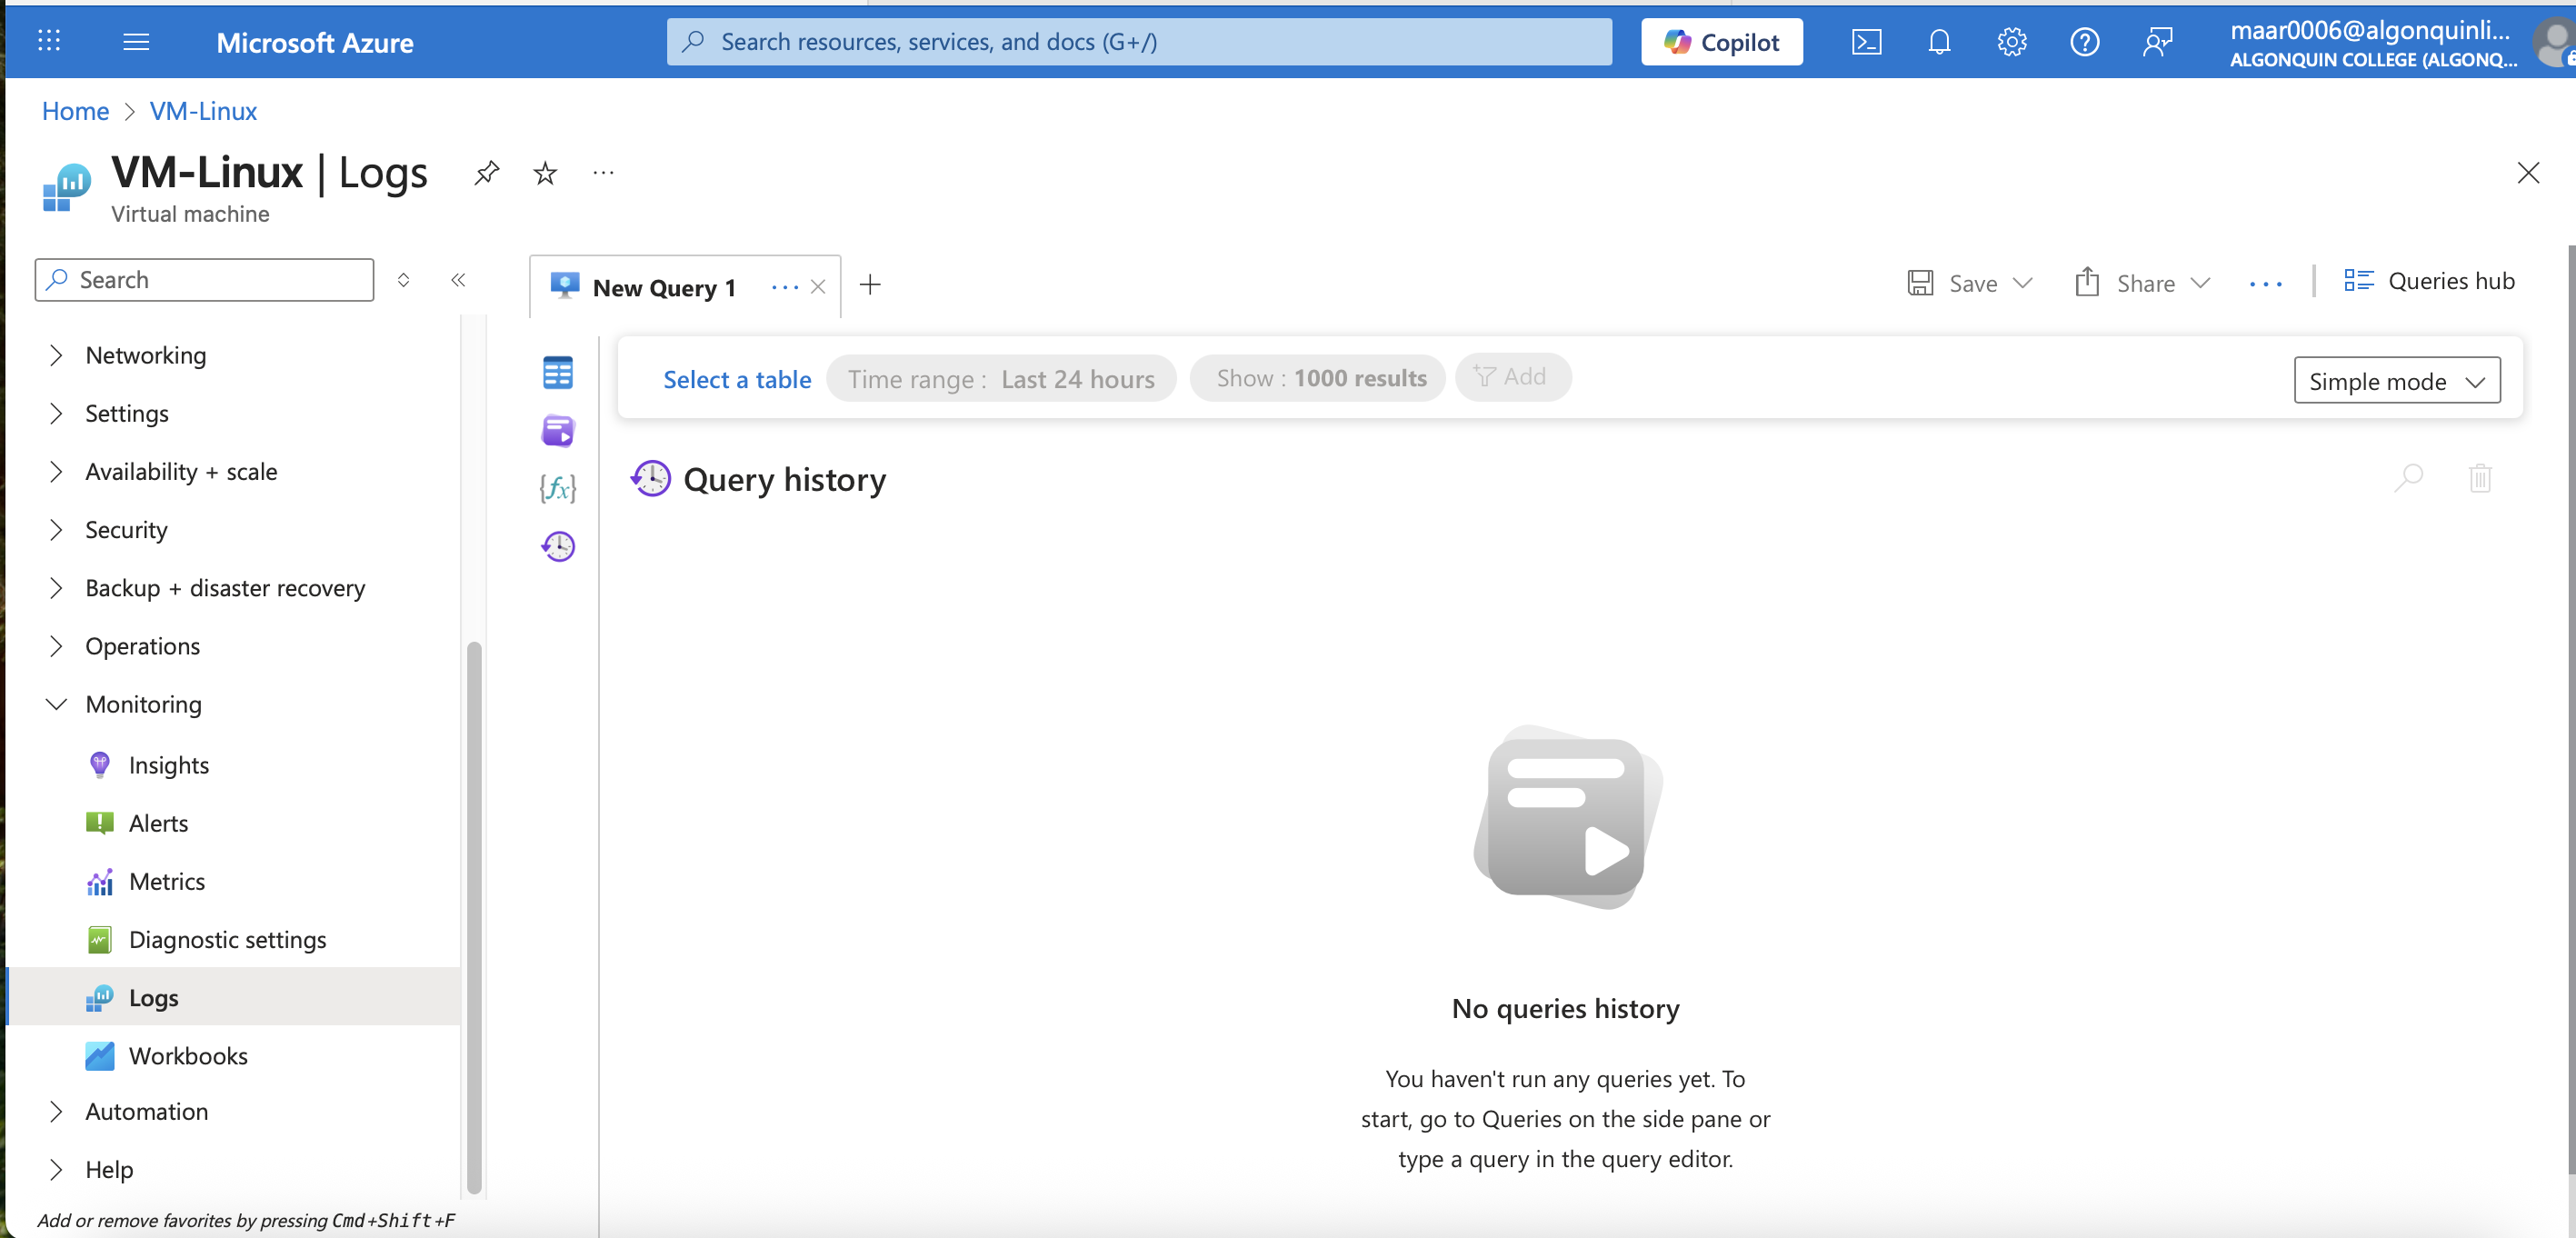 Microsoft Azure
Search resources, services, and docs (G+/)
Copilot
maar0006@algonquinli...
ALGONQUIN COLLEGE (ALGONQ...
Home > VM-Linux
VM-Linux | Logs
Virtual machine
Search
New Query 1
Save
Share
Queries hub
Select a table
Time range : Last 24 hours
Show : 1000 results
Add
Simple mode
Networking
Settings
Availability + scale
Security
Backup + disaster recovery
Operations
Monitoring
Insights
Alerts
Metrics
Diagnostic settings
Logs
Workbooks
Automation
Help
Add or remove favorites by pressing Cmd+Shift+F
Query history
No queries history
You haven't run any queries yet. To
start, go to Queries on the side pane or
type a query in the query editor.